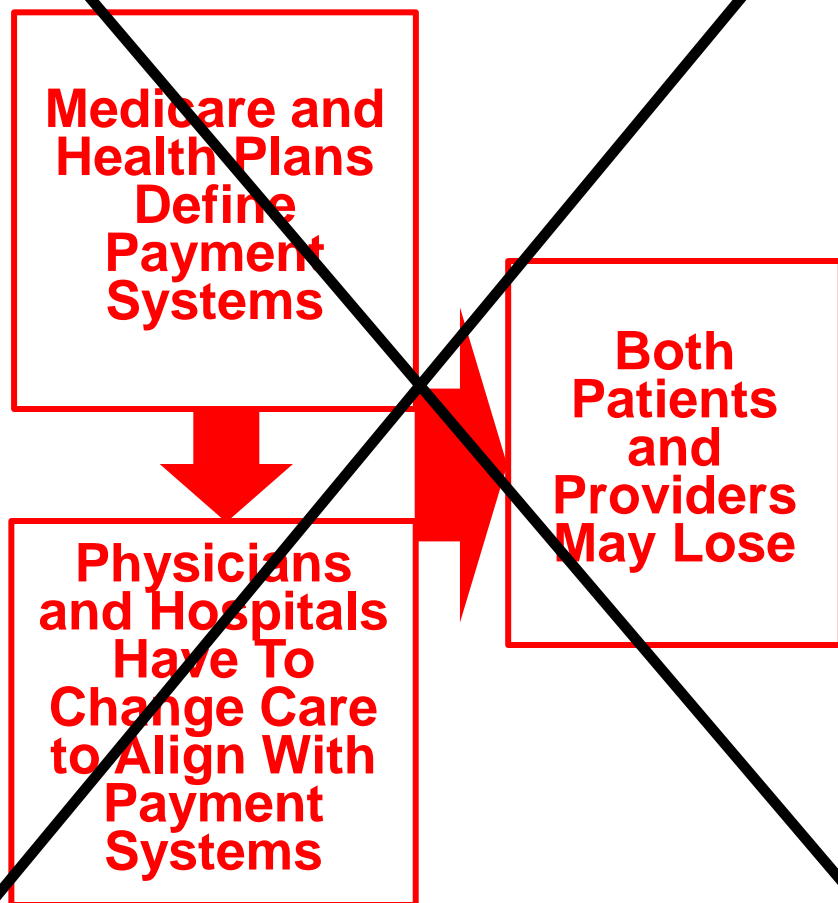 Medicare and
Health Plans
Define
Payment
Systems
Physicians
and Hospitals
Have To
Change Care
to Align With
Payment
Systems
Both
Patients
and
Providers
May Lose